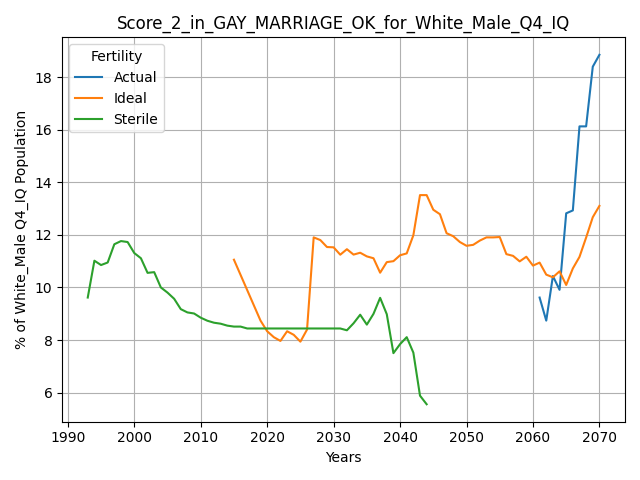 Score_2_in_GAY_MARRIAGE_OK_for_White_Male_Q4_IQ
Fertility
Actual
Ideal
Sterile
% of White_Male Q4_IQ Population
18
16
14
12
10
8
6
1990 2000 2010 2020 2030 2040 2050 2060 2070
Years